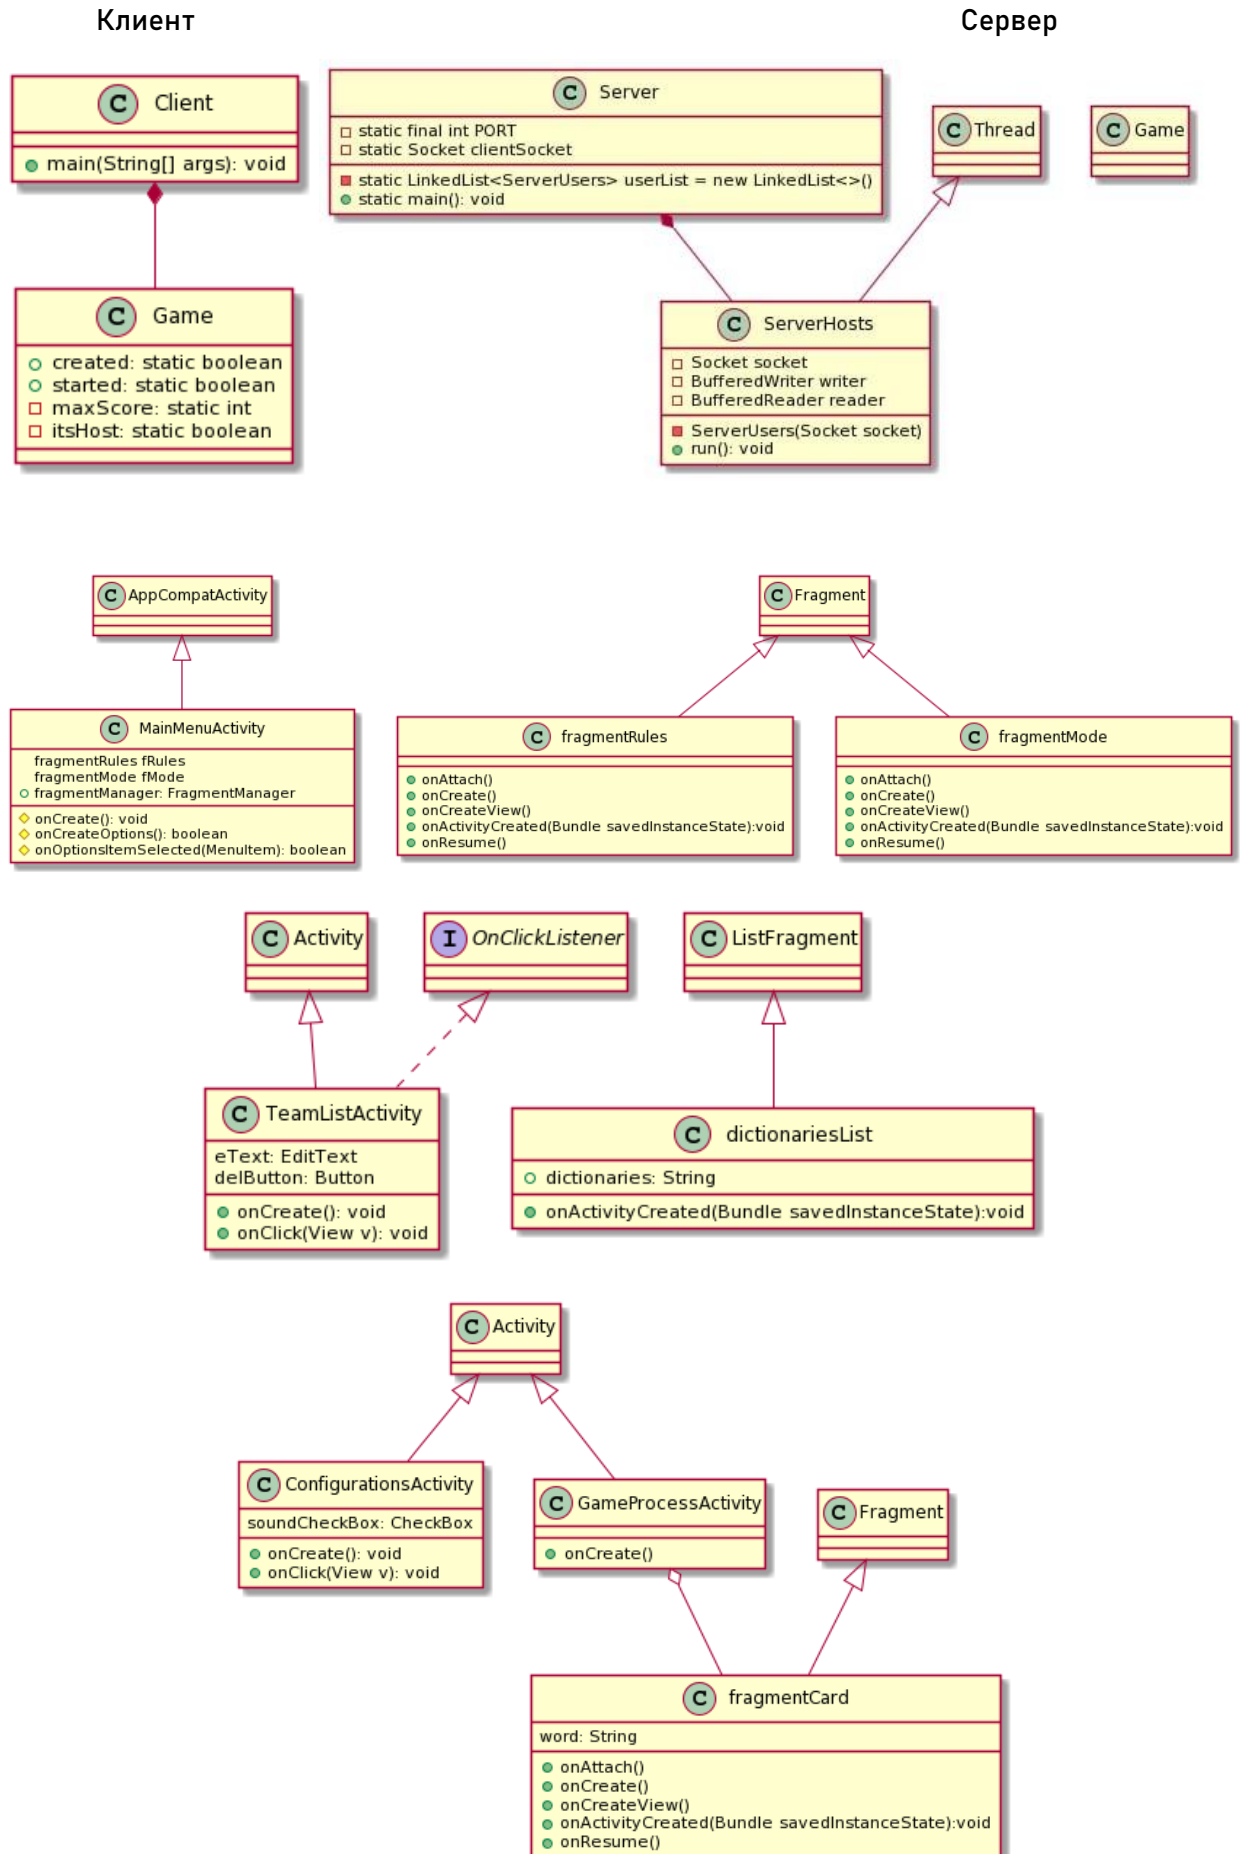 Клиент
Сервер
C Client
main(String[] args): void
C Server
static final int PORT
static Socket clientSocket
static LinkedList<ServerUsers> userList = new LinkedList<>()
static main(): void
C Thread
C Game
C Game
created: static boolean
started: static boolean
maxScore: static int
itsHost: static boolean
C ServerHosts
Socket socket
BufferedWriter writer
BufferedReader reader
ServerUsers(Socket socket)
run(): void
C AppCompatActivity
C Fragment
C MainMenuActivity
fragmentRules fRules
fragmentMode fMode
fragmentManager: FragmentManager
onCreate(): void
onCreateOptions(): boolean
onOptionsItemSelected(MenuItem): boolean
C fragmentRules
onAttach()
onCreate()
onCreateView()
onActivityCreated(Bundle savedInstanceState):void
onResume()
C fragmentMode
onAttach()
onCreate()
onCreateView()
onActivityCreated(Bundle savedInstanceState):void
onResume()
C Activity
I OnClickListener
C ListFragment
C TeamListActivity
eText: EditText
delButton: Button
onCreate(): void
onClick(View v): void
C dictionariesList
dictionaries: String
onActivityCreated(Bundle savedInstanceState):void
C Activity
C ConfigurationsActivity
soundCheckBox: CheckBox
onCreate(): void
onClick(View v): void
C GameProcessActivity
onCreate()
C Fragment
C fragmentCard
word: String
onAttach()
onCreate()
onCreateView()
onActivityCreated(Bundle savedInstanceState):void
onResume()